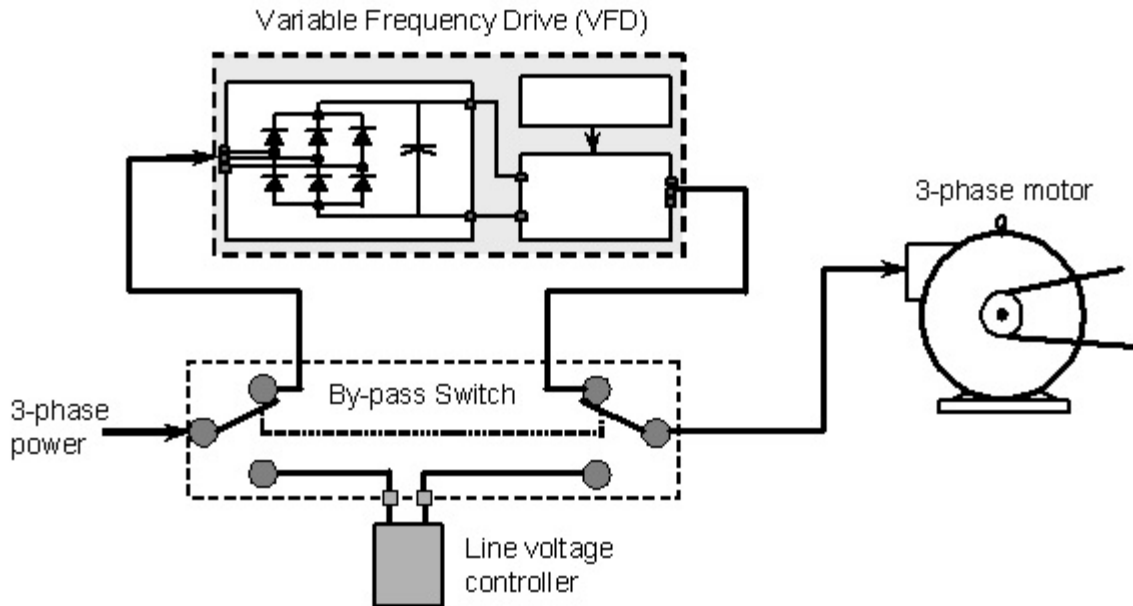 Variable Frequency Drive (VFD)
3-phase motor
By-pass Switch
3-phase
power
Line voltage
controller